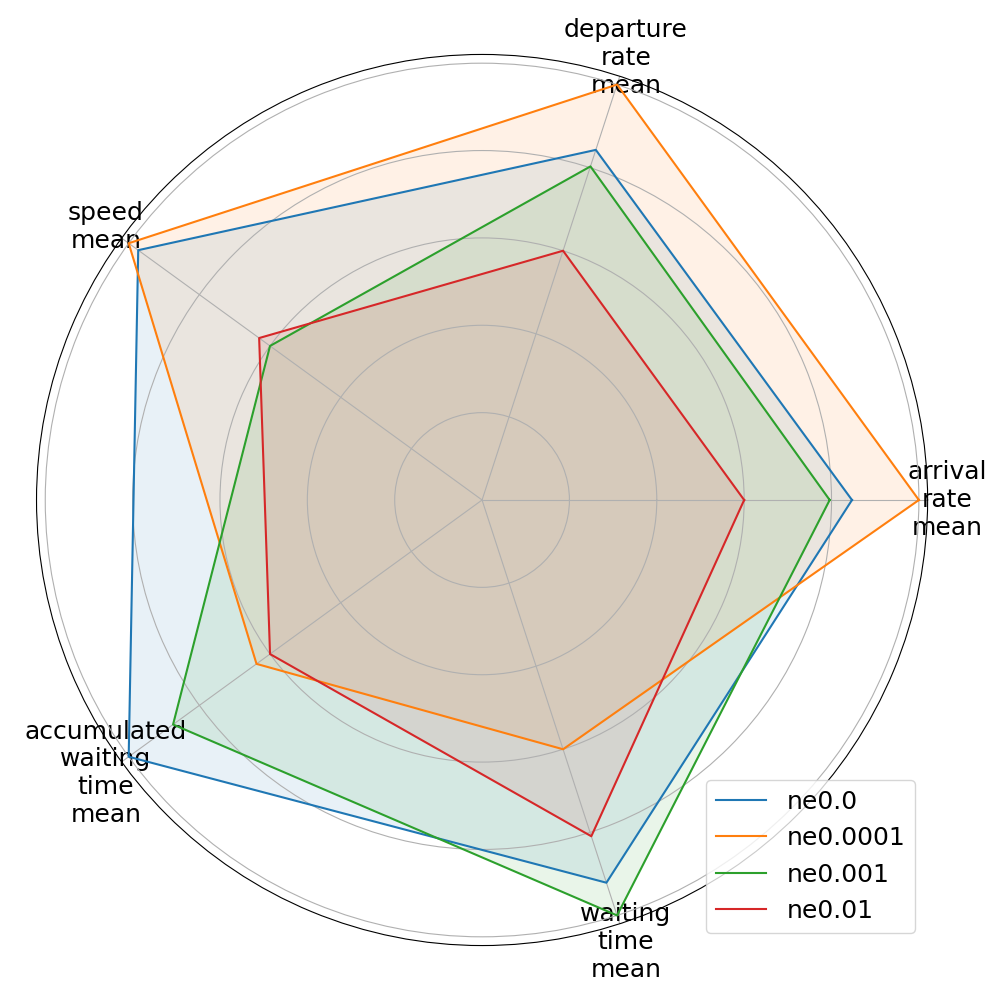 departure
rate
mean
speed
mean
arrival
rate
mean
accumulated
waiting
time
mean
waiting
time
mean
ne0.0
ne0.0001
ne0.001
ne0.01